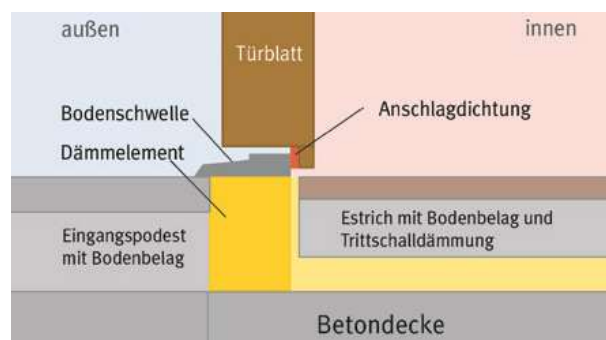 außen
innen
Türblatt
Bodenschwelle
Anschlagdichtung
Dämmelement
Eingangspodest
mit Bodenbelag
Estrich mit Bodenbelag und
Trittschalldämmung
Betondecke